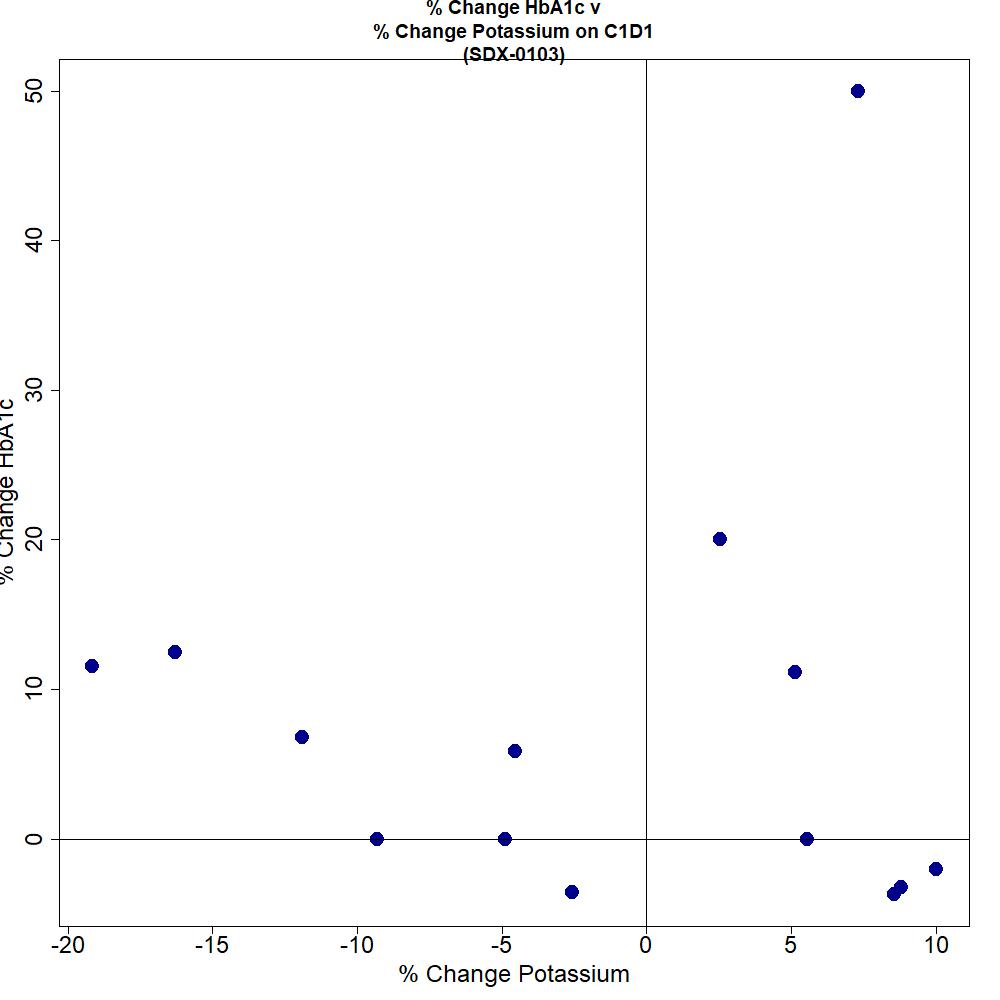 % Change HbA1c v
% Change Potassium on C1D1
(SDX-0103)
50
40
30
20
10
0
% Change HbA1c
-20 -15 -10 -5 0 5 10
% Change Potassium